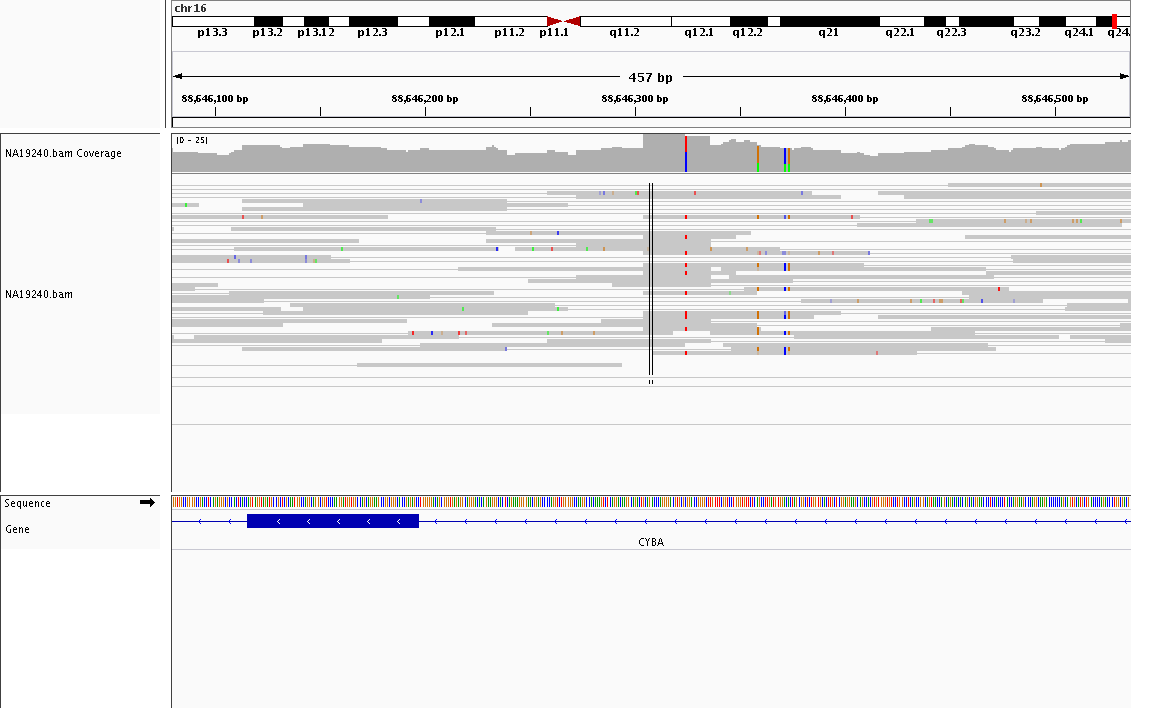 chr16
p13.3 p13.2 p13.12 p12.3 p12.1 p11.2 p11.1 q11.2 q12.1 q12.2 q21 q22.1 q22.3 q23.2 q24.1 q24.
457 bp
88,646,100 bp 88,646,200 bp 88,646,300 bp 88,646,400 bp 88,646,500 bp
NA19240.bam Coverage
[0 - 25]
NA19240.bam
Sequence
Gene
CYBA